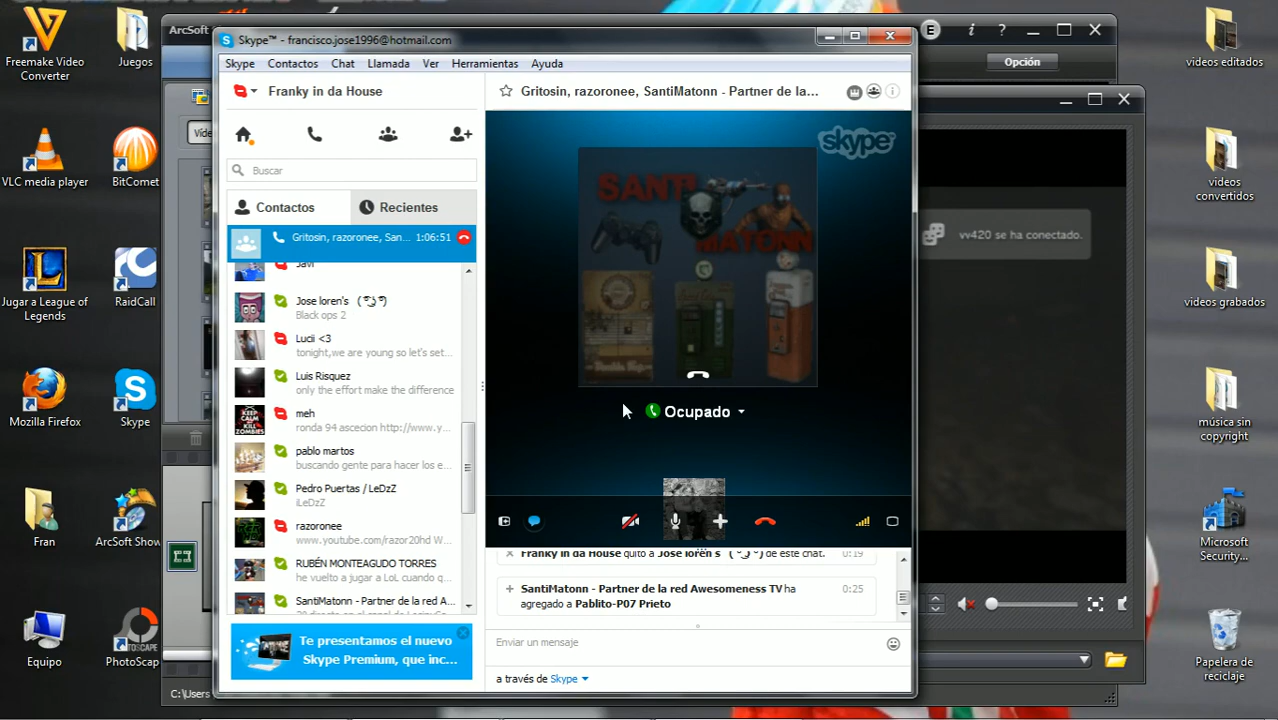 Freemake Video
Converter
Juegos
VLC media player
BitComet
Jugar a League of
Legends
RaidCall
Mozilla Firefox
Skype
Fran
ArcSoft Show...
Equipo
PhotoScape
ArcSoft
E
Opción
Skype™ - francisco.jose1996@hotmail.com
Skype Contactos Chat Llamada Ver Herramientas Ayuda
Franky in da House
Buscar
Contactos
Recientes
Gritosin, razoronee, San... 1:06:51
Javi
Jose loren's
Black ops 2
Lucii <3
tonight,we are young so let's set...
Luis Risquez
only the effort make the difference
meh
ronda 94 ascecion http://www.y...
pablo martos
buscando gente para hacer los e...
Pedro Puertas / LeDzZ
iLeDzZ
razoronee
www.youtube.com/razor20hd W...
RUBÉN MONTEAGUDO TORRES
he vuelto a jugar a LoL cuando q...
SantiMatonn - Partner de la red A...
Te presentamos el nuevo
Skype Premium, que inc...
Gritosin, razoronee, SantiMatonn - Partner de la...
skype
SANTI
MATONN
Ocupado
Franky in da House quitó a Jose loren's de este chat. 0:19
SantiMatonn - Partner de la red Awesomeness TV ha 0:25
agregado a Pablito-P07 Prieto
Enviar un mensaje
a través de Skype
vv420 se ha conectado.
C:\Users
videos editados
videos
convertidos
videos grabados
música sin
copyright
Microsoft
Security...
Papelera de
reciclaje